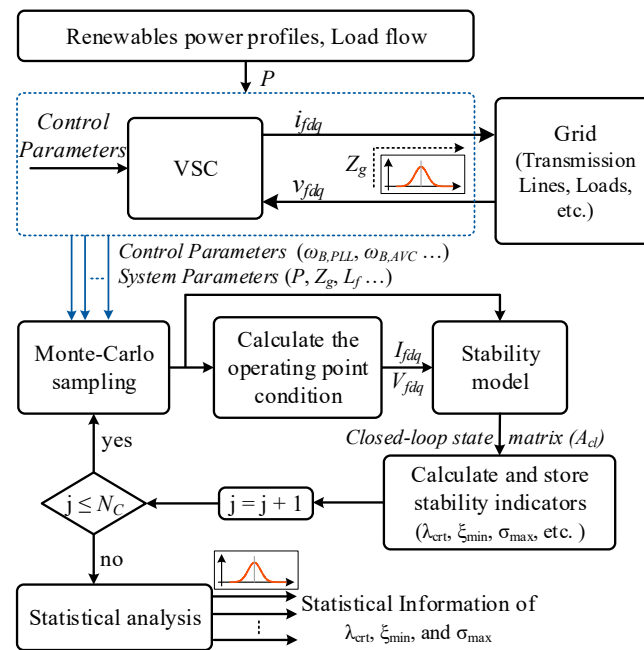 Renewables power profiles, Load flow
P
Control
Parameters
VSC
i_fdq
Z_g
v_fdq
Grid
(Transmission
Lines, Loads,
etc.)
Control Parameters (ω_B,PLL, ω_B,AVC …)
System Parameters (P, Z_g, L_f …)
Monte-Carlo
sampling
Calculate the
operating point
condition
I_fdq
V_fdq
Stability
model
yes
Closed-loop state matrix (A_cl)
j ≤ N_C
j = j + 1
Calculate and store
stability indicators
(λ_crt, ξ_min, σ_max, etc. )
no
Statistical analysis
Statistical Information of
λ_crt, ξ_min, and σ_max